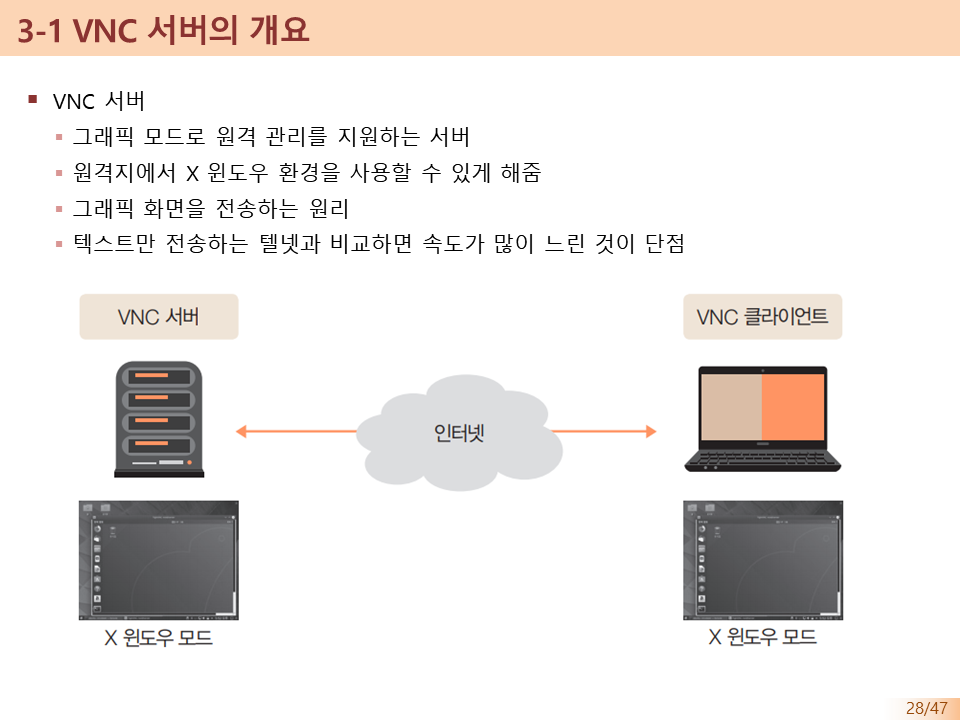 3-1 VNC 서버의 개요
VNC 서버
그래픽 모드로 원격 관리를 지원하는 서버
원격지에서 X 윈도우 환경을 사용할 수 있게 해줌
그래픽 화면을 전송하는 원리
텍스트만 전송하는 텔넷과 비교하면 속도가 많이 느린 것이 단점
VNC 서버
VNC 클라이언트
인터넷
X 윈도우 모드
X 윈도우 모드
28/47